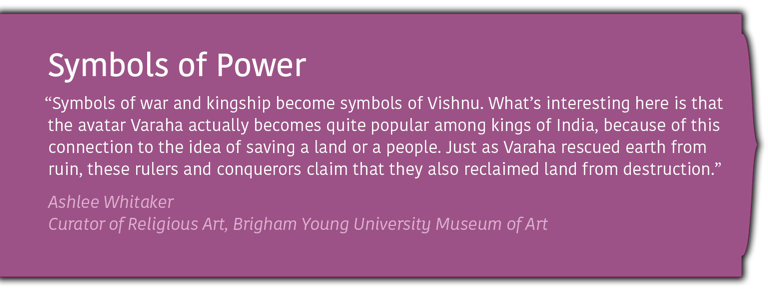 Symbols of Power
“Symbols of war and kingship become symbols of Vishnu. What’s interesting here is that
the avatar Varaha actually becomes quite popular among kings of India, because of this
connection to the idea of saving a land or a people. Just as Varaha rescued earth from
ruin, these rulers and conquerors claim that they also reclaimed land from destruction.”
Ashlee Whitaker
Curator of Religious Art, Brigham Young University Museum of Art